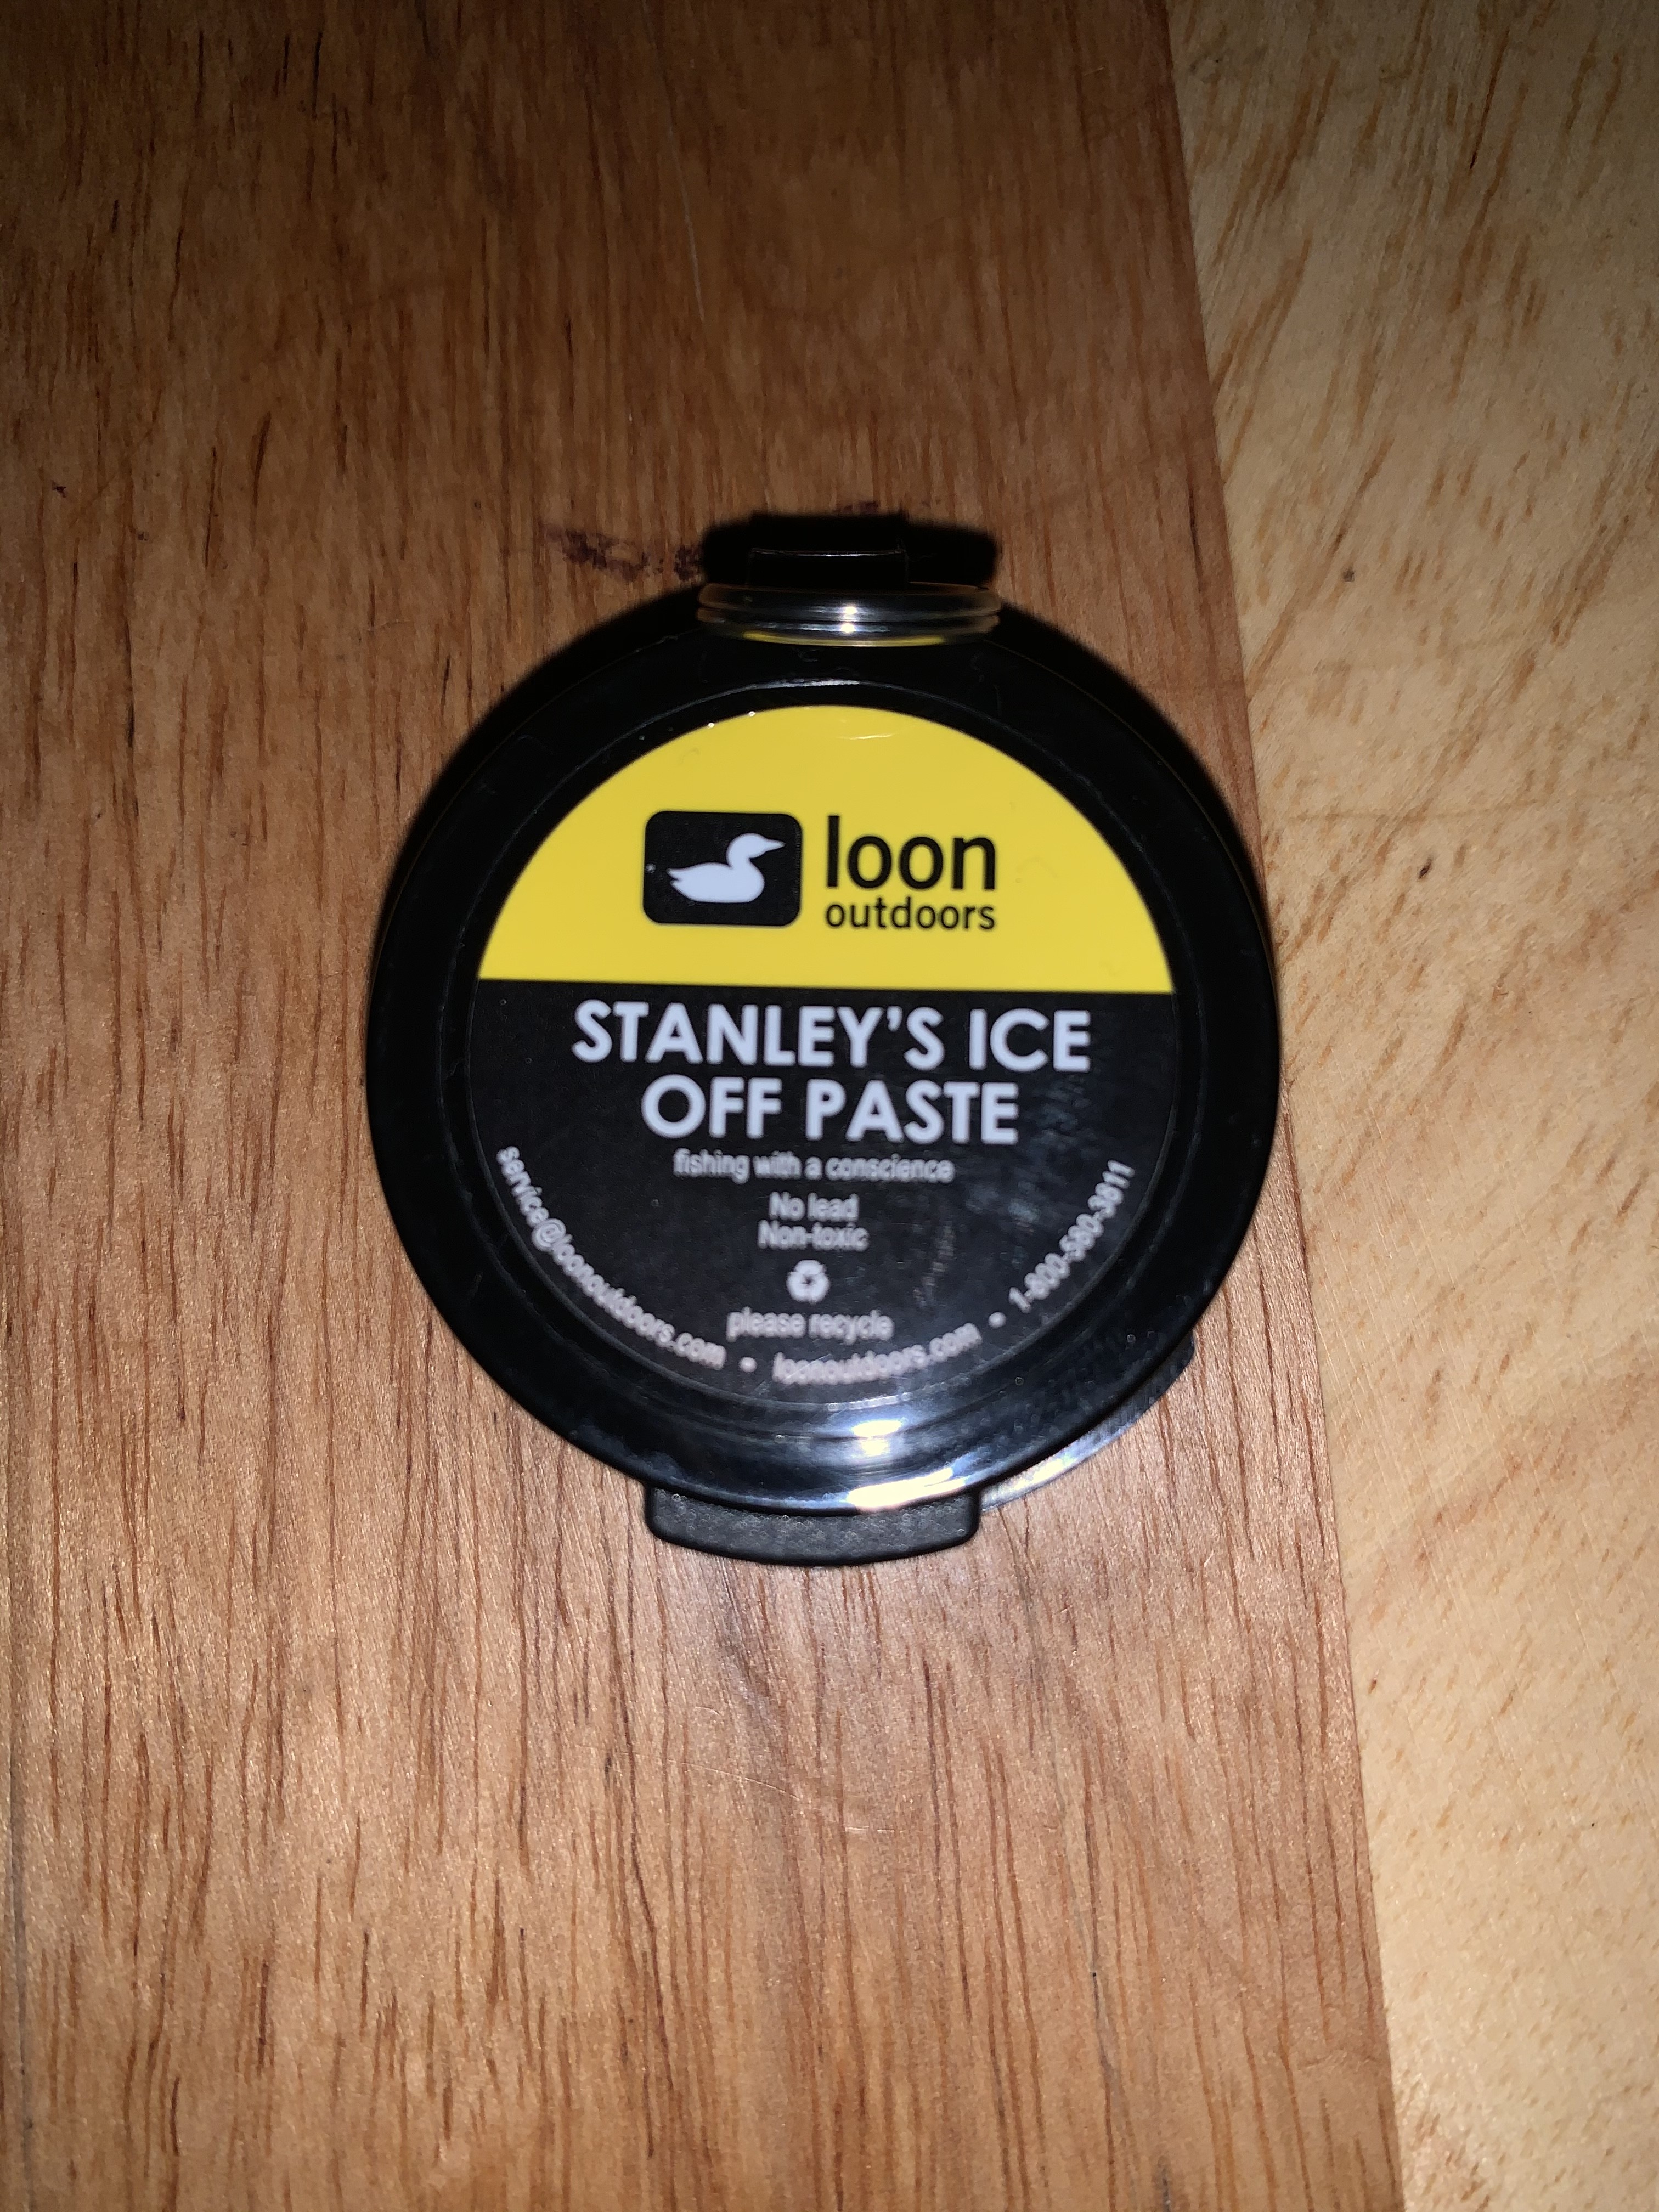 loon
outdoors
STANLEY'S ICE
OFF PASTE
fishing with a conscience
No lead
Non-toxic
please recycle
service@loonoutdoors.com • loonoutdoors.com • 1-800-580-3811